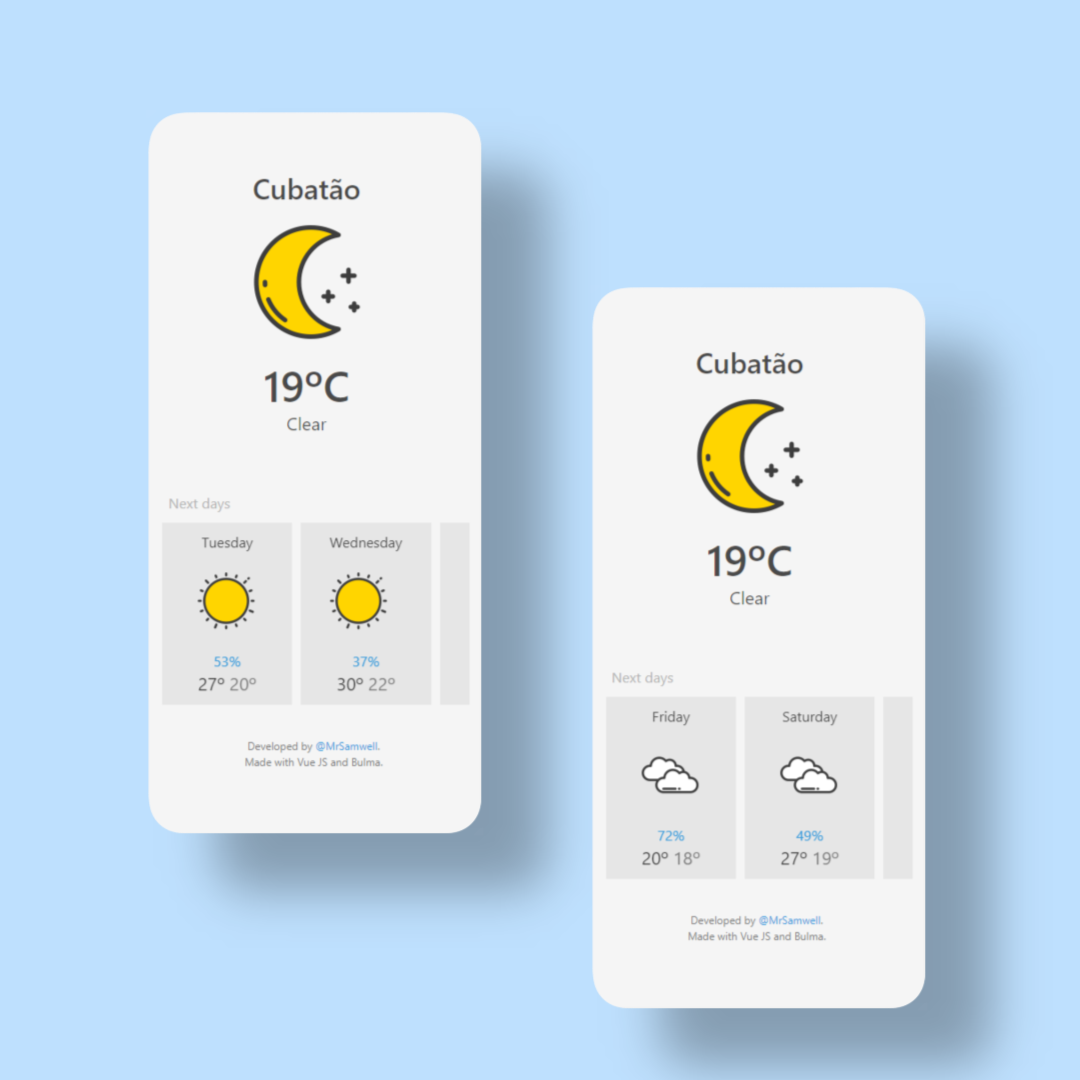 Cubatão
19ºC
Clear
Next days
Tuesday Wednesday
53% 37%
27º 20º 30º 22º
Developed by @MrSamwell.
Made with Vue JS and Bulma.
Cubatão
19ºC
Clear
Next days
Friday Saturday
72% 49%
20º 18º 27º 19º
Developed by @MrSamwell.
Made with Vue JS and Bulma.